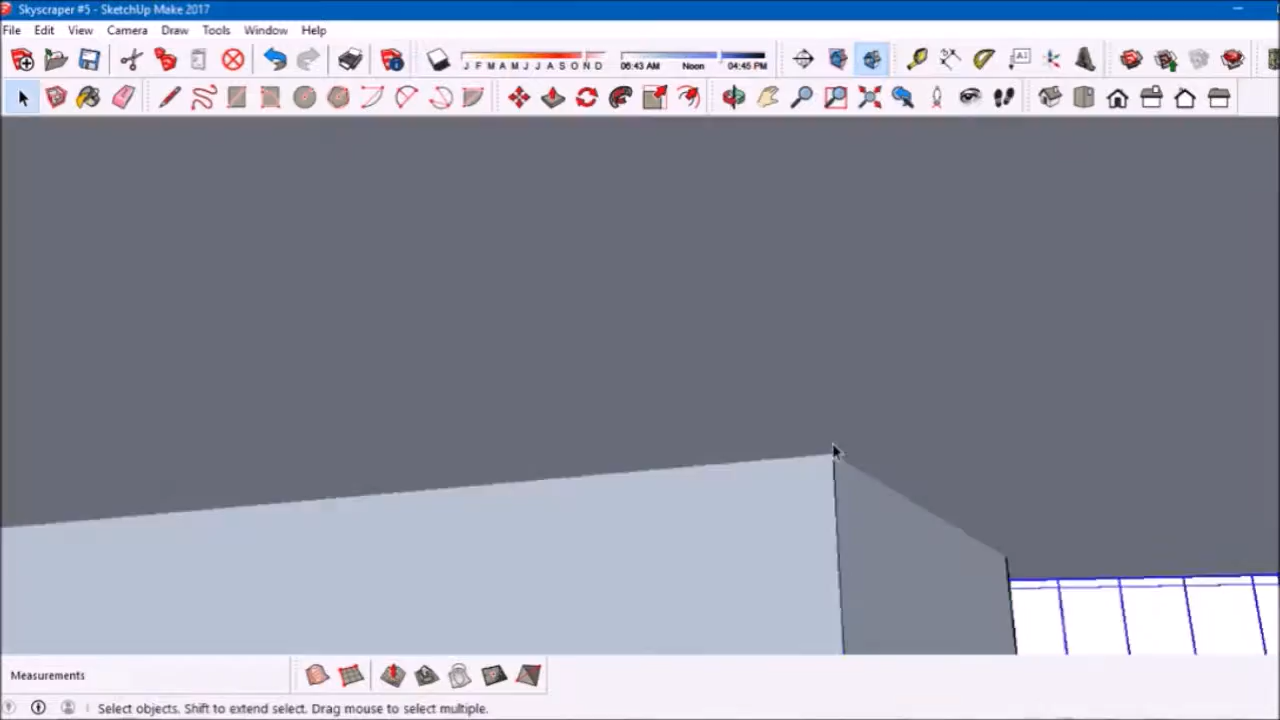 Skyscraper #5 - SketchUp Make 2017
File Edit View Camera Draw Tools Window Help
J F M A M J J A S O N D 06:43 AM Noon 04:45 PM
A1
Measurements
Select objects. Shift to extend select. Drag mouse to select multiple.